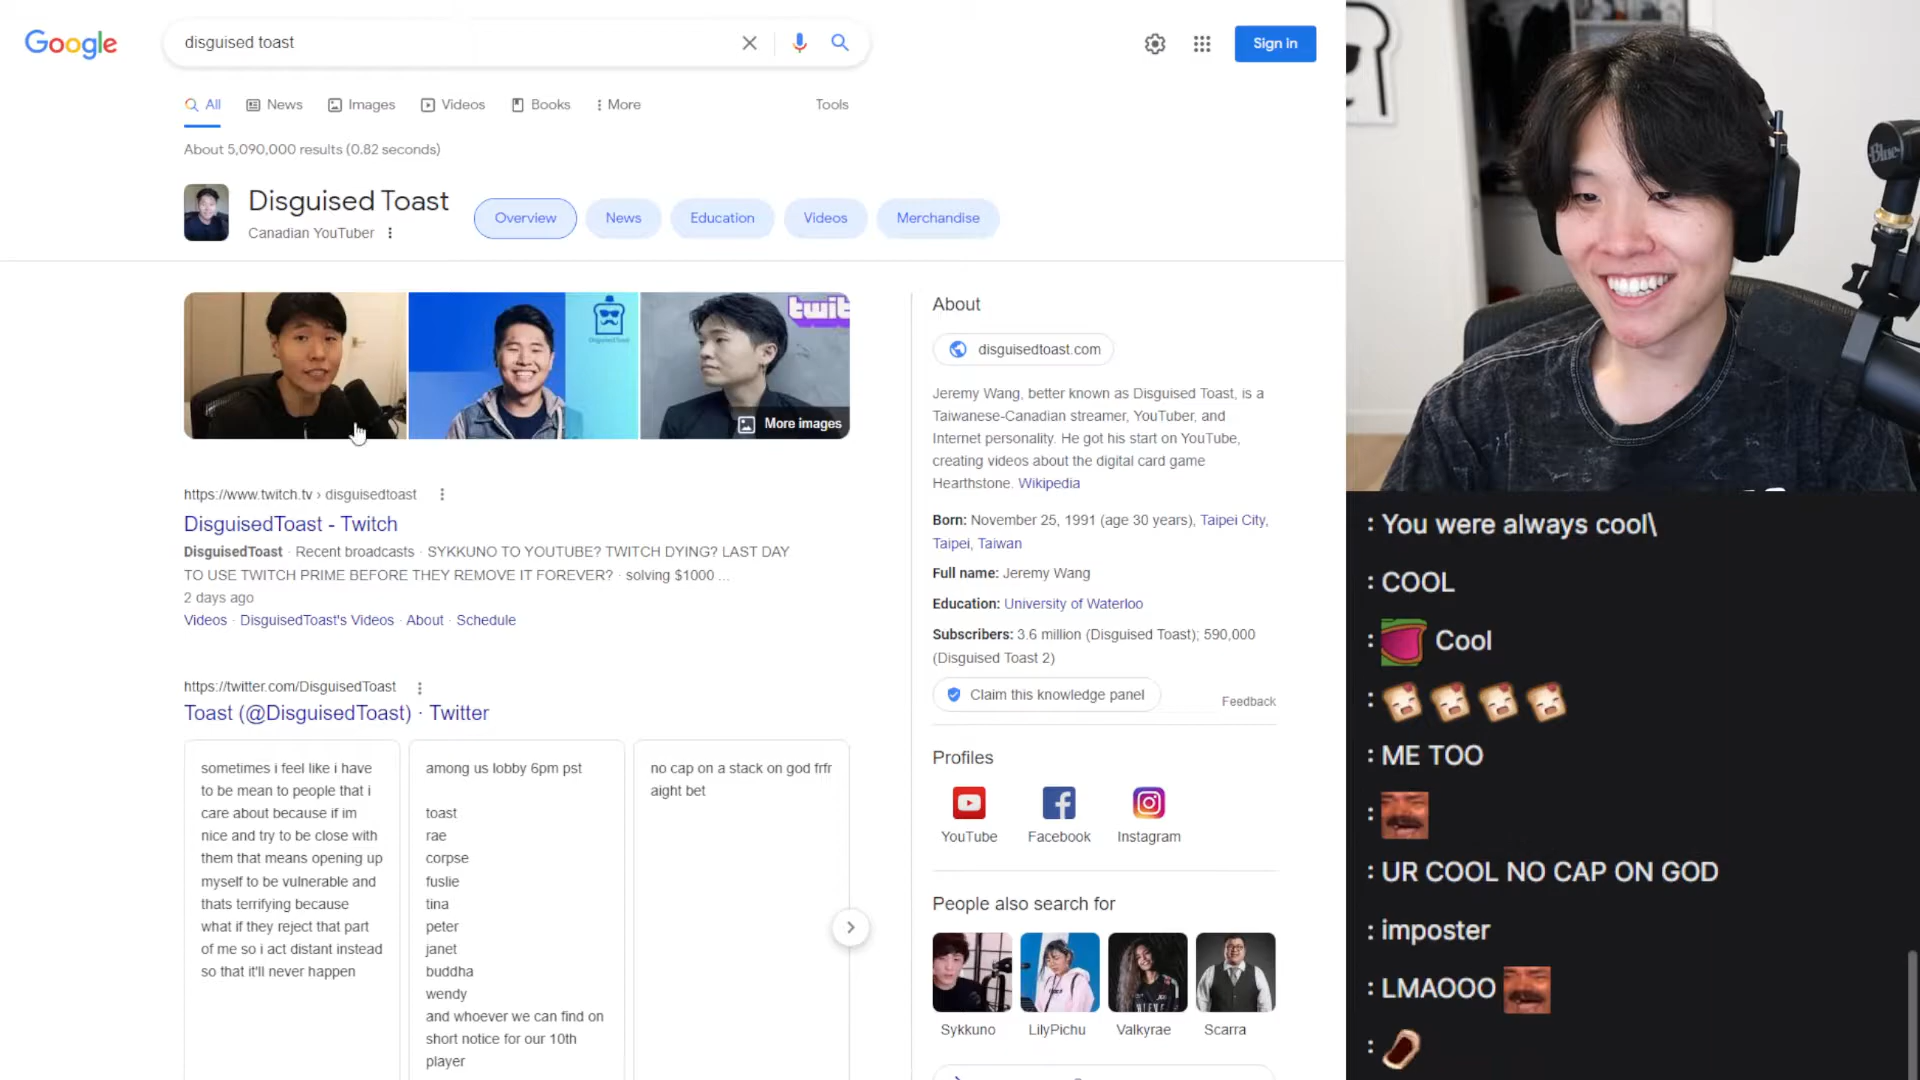 Google
disguised toast
Sign in
All
News
Images
Videos
Books
More
Tools
About 5,090,000 results (0.82 seconds)
Disguised Toast
Canadian YouTuber
Overview
News
Education
Videos
Merchandise
DisguisedToast
twit
More images
About
disguisedtoast.com
Jeremy Wang, better known as Disguised Toast, is a
Taiwanese-Canadian streamer, YouTuber, and
Internet personality. He got his start on YouTube,
creating videos about the digital card game
Hearthstone. Wikipedia
Born: November 25, 1991 (age 30 years), Taipei City,
Taipei, Taiwan
Full name: Jeremy Wang
Education: University of Waterloo
Subscribers: 3.6 million (Disguised Toast); 590,000
(Disguised Toast 2)
Claim this knowledge panel
Feedback
Profiles
YouTube
Facebook
Instagram
People also search for
Sykkuno
LilyPichu
Valkyrae
Scarra
https://www.twitch.tv › disguisedtoast
DisguisedToast - Twitch
DisguisedToast · Recent broadcasts · SYKKUNO TO YOUTUBE? TWITCH DYING? LAST DAY
TO USE TWITCH PRIME BEFORE THEY REMOVE IT FOREVER? · solving $1000 ...
2 days ago
Videos · DisguisedToast's Videos · About · Schedule
https://twitter.com/DisguisedToast
Toast (@DisguisedToast) · Twitter
sometimes i feel like i have
to be mean to people that i
care about because if im
nice and try to be close with
them that means opening up
myself to be vulnerable and
thats terrifying because
what if they reject that part
of me so i act distant instead
so that it'll never happen
among us lobby 6pm pst
toast
rae
corpse
fuslie
tina
peter
janet
buddha
wendy
and whoever we can find on
short notice for our 10th
player
no cap on a stack on god frfr
aight bet
Blue
: You were always cool\
: COOL
: Cool
:
: ME TOO
:
: UR COOL NO CAP ON GOD
: imposter
: LMAOOO
: